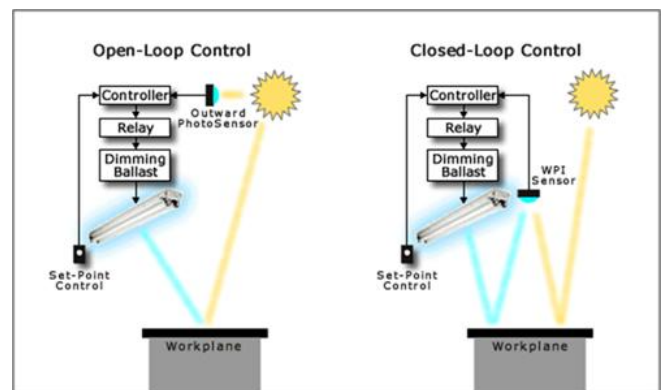 Open-Loop Control
Controller
Outward
PhotoSensor
Relay
Dimming
Ballast
Set-Point
Control
Workplane
Closed-Loop Control
Controller
Relay
Dimming
Ballast
WPI
Sensor
Set-Point
Control
Workplane